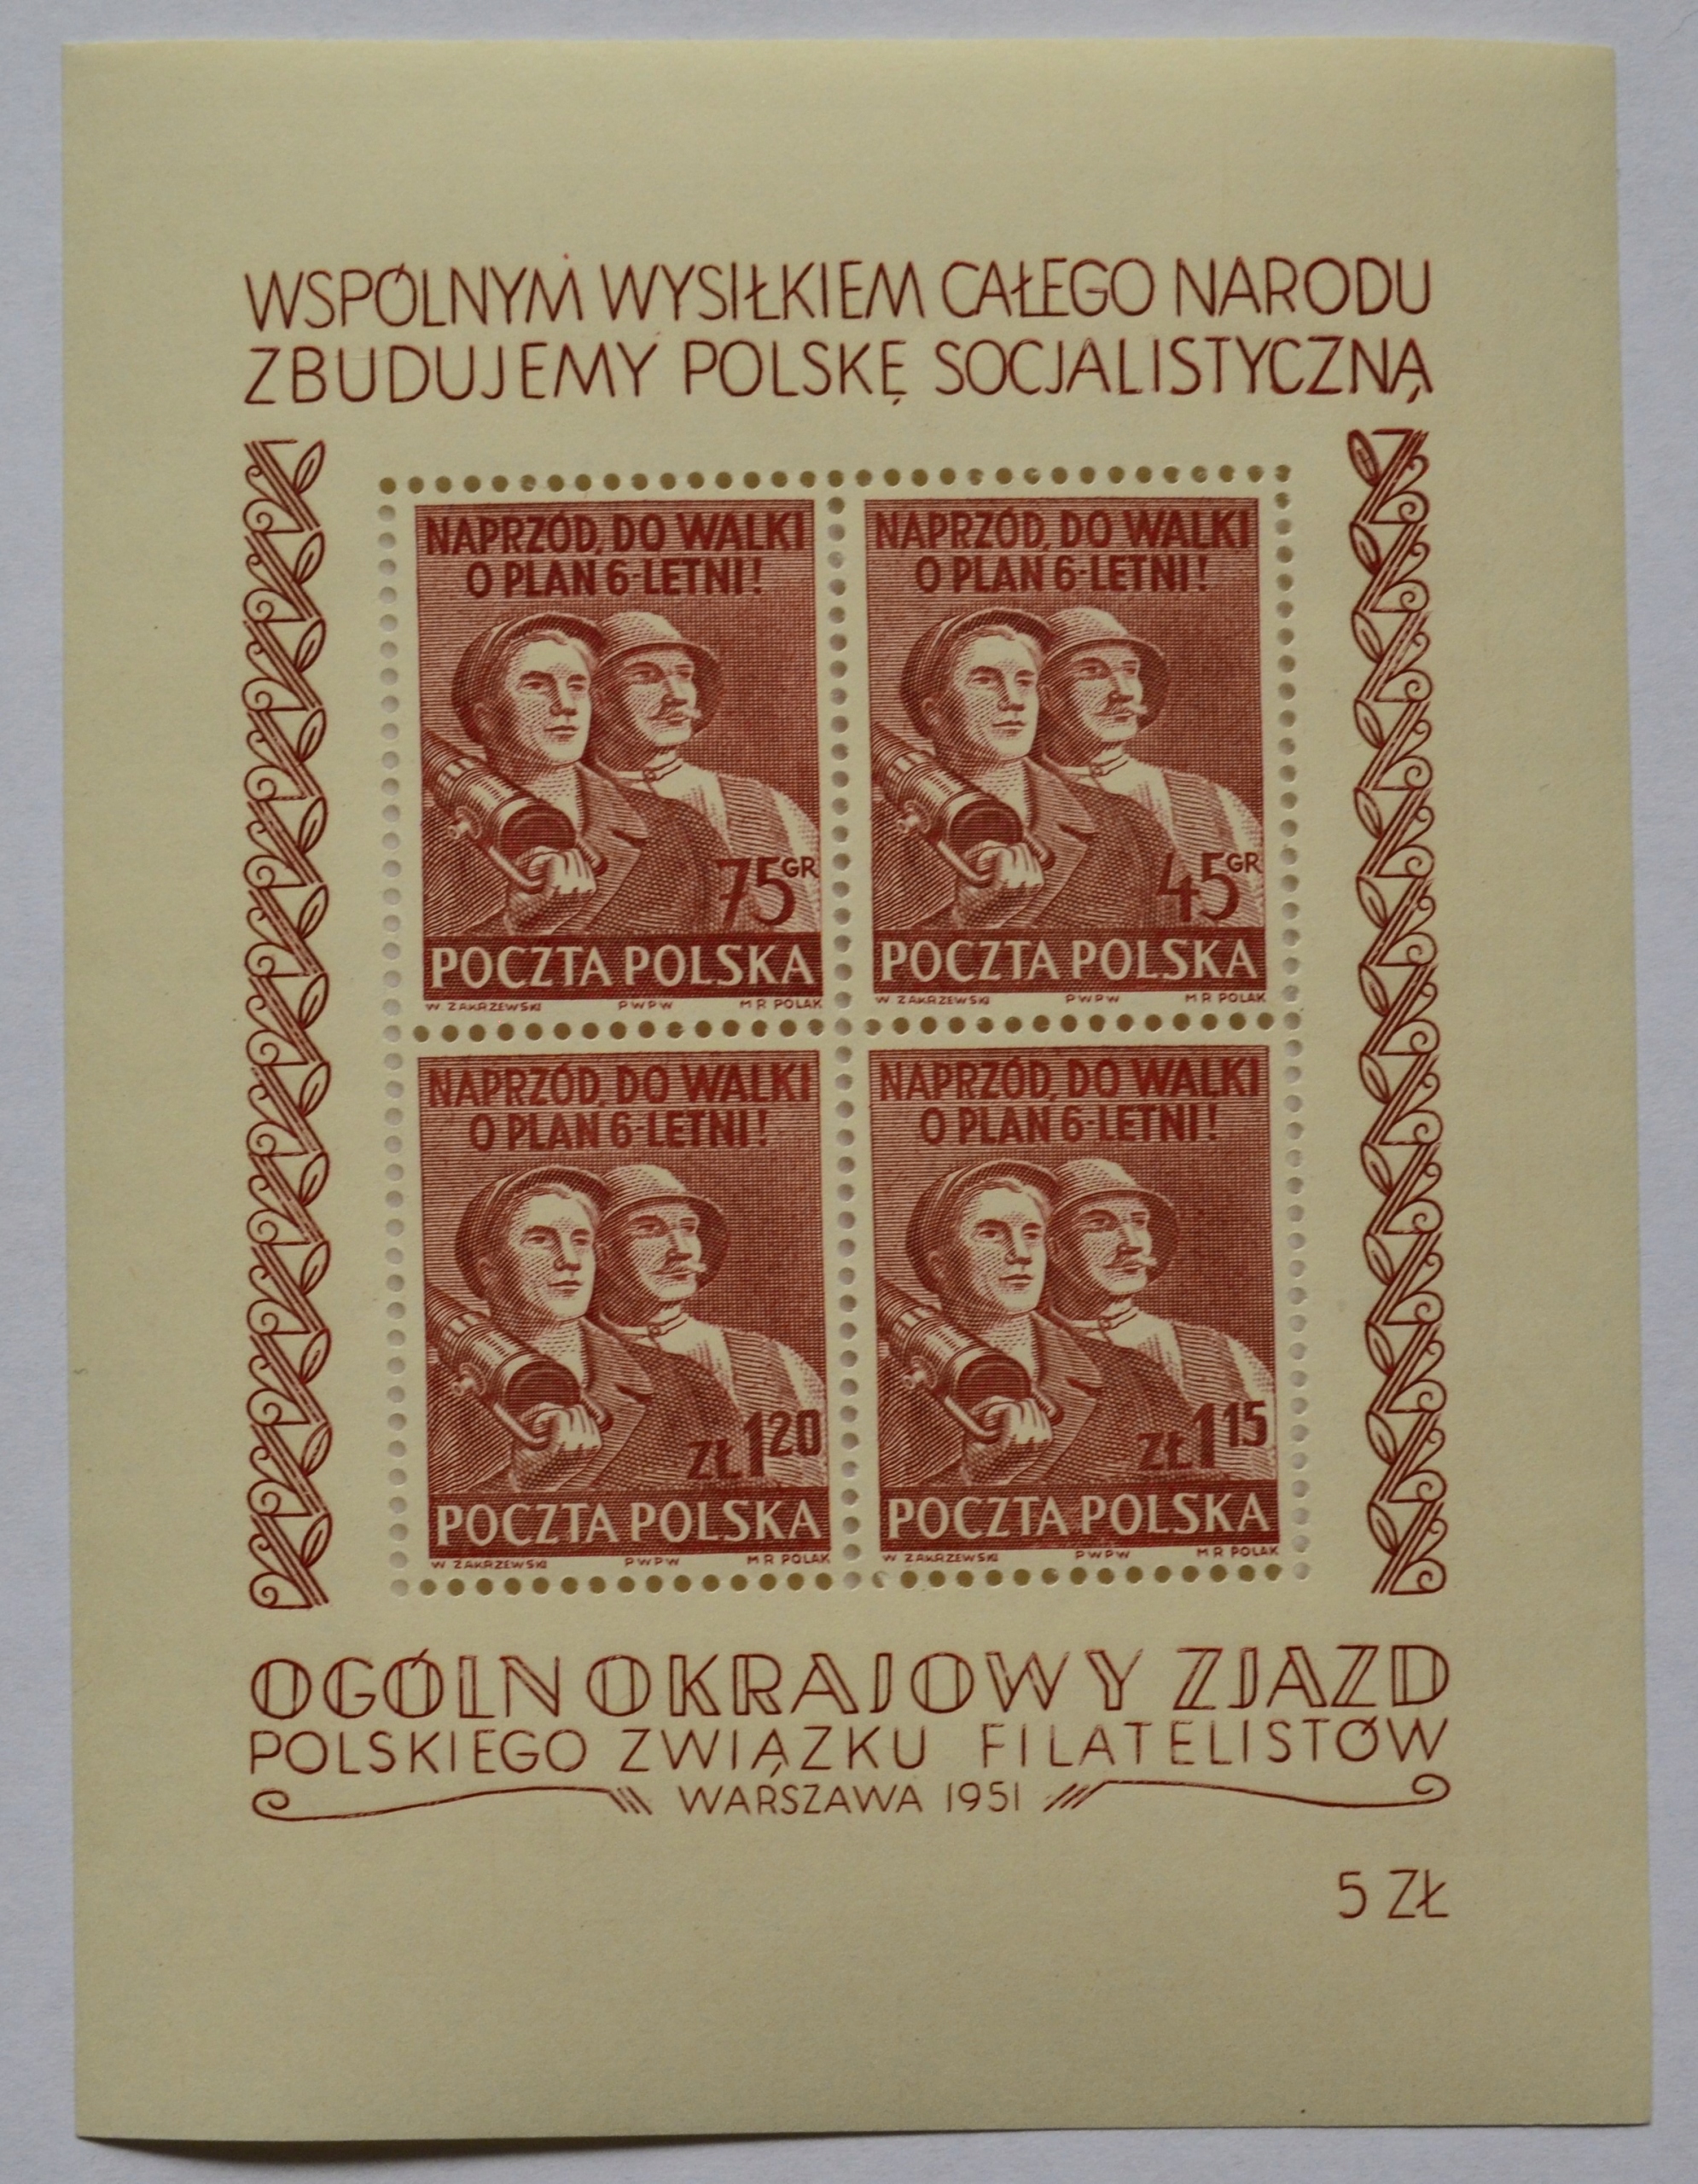 WSPÓLNYM WYSIŁKIEM CAŁEGO NARODU
ZBUDUJEMY POLSKĘ SOCJALISTYCZNĄ
NAPRZÓD, DO WALKI
O PLAN 6-LETNI!
75 GR
POCZTA POLSKA
W ZAKRZEWSKI PWPW M R POLAK
NAPRZÓD, DO WALKI
O PLAN 6-LETNI!
45 GR
POCZTA POLSKA
W ZAKRZEWSKI PWPW M R POLAK
NAPRZÓD, DO WALKI
O PLAN 6-LETNI!
ZŁ 1 20
POCZTA POLSKA
W ZAKRZEWSKI PWPW M R POLAK
NAPRZÓD, DO WALKI
O PLAN 6-LETNI!
ZŁ 1 15
POCZTA POLSKA
W ZAKRZEWSKI PWPW M R POLAK
OGÓLNOKRAJOWY ZJAZD
POLSKIEGO ZWIĄZKU FILATELISTÓW
WARSZAWA 1951
5 ZŁ